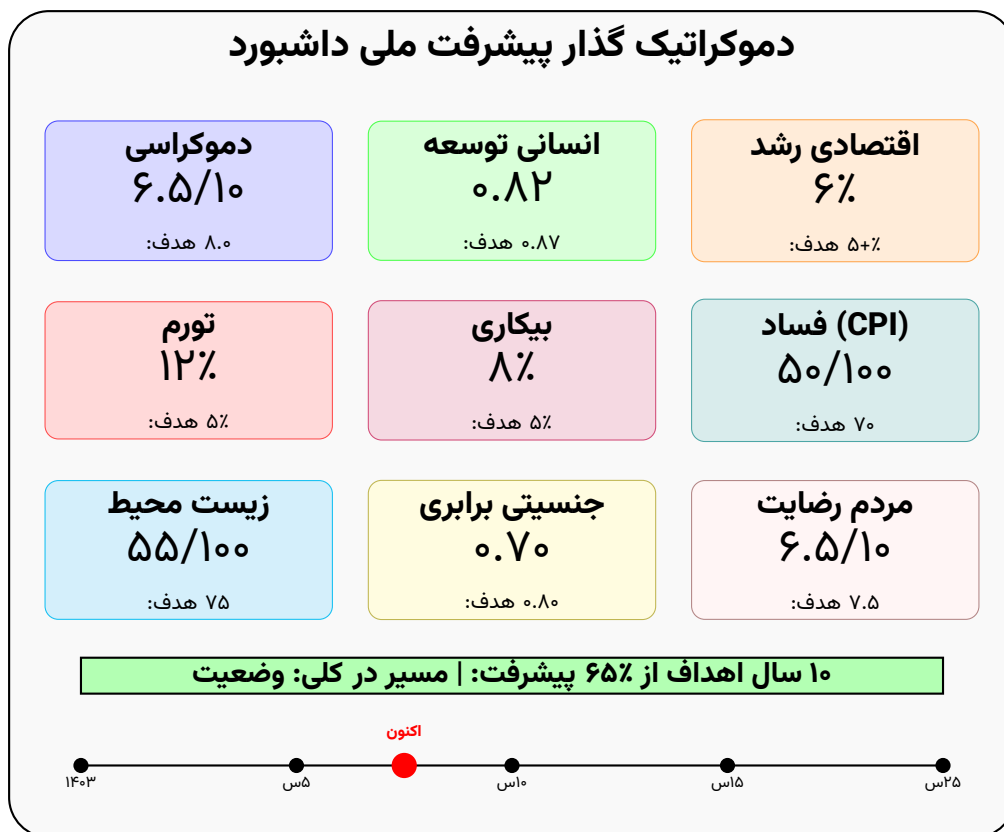 دموکراتیک گذار پیشرفت ملی داشبورد
اقتصادی رشد
۶٪
۵+٪ هدف:
انسانی توسعه
۰.۸۲
۰.۸۷ هدف:
دموکراسی
۶.۵/۱۰
۸.۰ هدف:
(CPI) فساد
۵۰/۱۰۰
۷۰ هدف:
بیکاری
۸٪
۵٪ هدف:
تورم
۱۲٪
۵٪ هدف:
مردم رضایت
۶.۵/۱۰
۷.۵ هدف:
جنسیتی برابری
۰.۷۰
۰.۸۰ هدف:
زیست محیط
۵۵/۱۰۰
۷۵ هدف:
۱۰ سال اهداف از ۶۵٪ پیشرفت: | مسیر در کلی: وضعیت
اکنون
۱۴۰۳
۵س
۱۰س
۱۵س
۲۵س